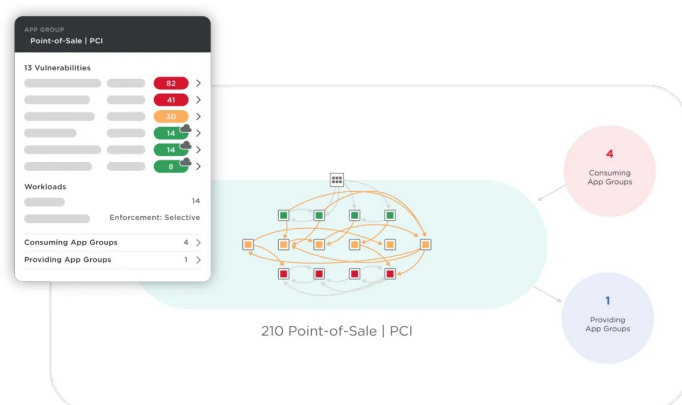 APP GROUP
Point-of-Sale | PCI
13 Vulnerabilities
82
41
30
14
14
8
Workloads
14
Enforcement: Selective
Consuming App Groups 4
Providing App Groups 1
4
Consuming
App Groups
1
Providing
App Groups
210 Point-of-Sale | PCI